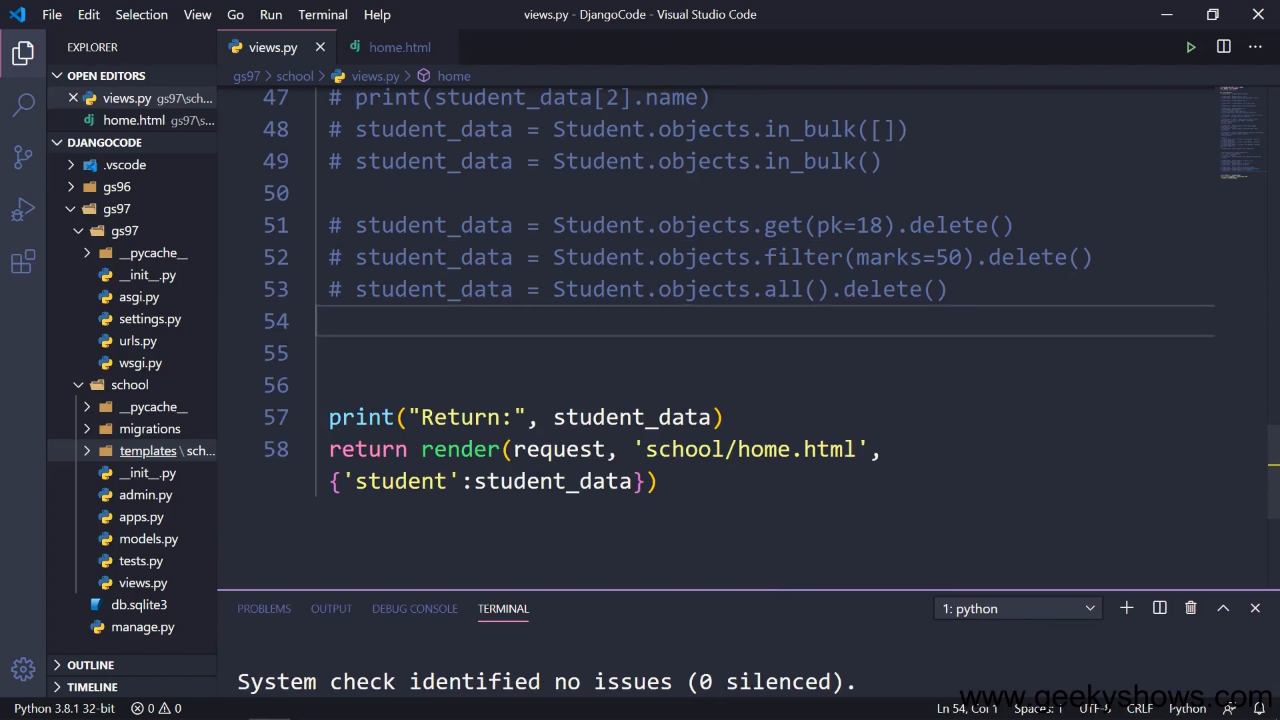 File Edit Selection View Go Run Terminal Help views.py - DjangoCode - Visual Studio Code
EXPLORER
OPEN EDITORS
views.py gs97\sc...
home.html gs97\s...
DJANGOCODE
.vscode
gs96
gs97
gs97
__pycache__
__init__.py
asgi.py
settings.py
urls.py
wsgi.py
school
__pycache__
migrations
templates \ sc...
__init__.py
admin.py
apps.py
models.py
tests.py
views.py
db.sqlite3
manage.py
OUTLINE
TIMELINE
views.py home.html
gs97 > school > views.py > home
47 # print(student_data[2].name)
48 # student_data = Student.objects.in_bulk([])
49 # student_data = Student.objects.in_bulk()
50
51 # student_data = Student.objects.get(pk=18).delete()
52 # student_data = Student.objects.filter(marks=50).delete()
53 # student_data = Student.objects.all().delete()
54
55
56
57 print("Return:", student_data)
58 return render(request, 'school/home.html',
{'student':student_data})
PROBLEMS OUTPUT DEBUG CONSOLE TERMINAL 1: python
System check identified no issues (0 silenced).
www.geekyshows.com
Python 3.8.1 32-bit 0 0 Ln 54, Col 1 Spaces: 1 UTF-8 CRLF Python